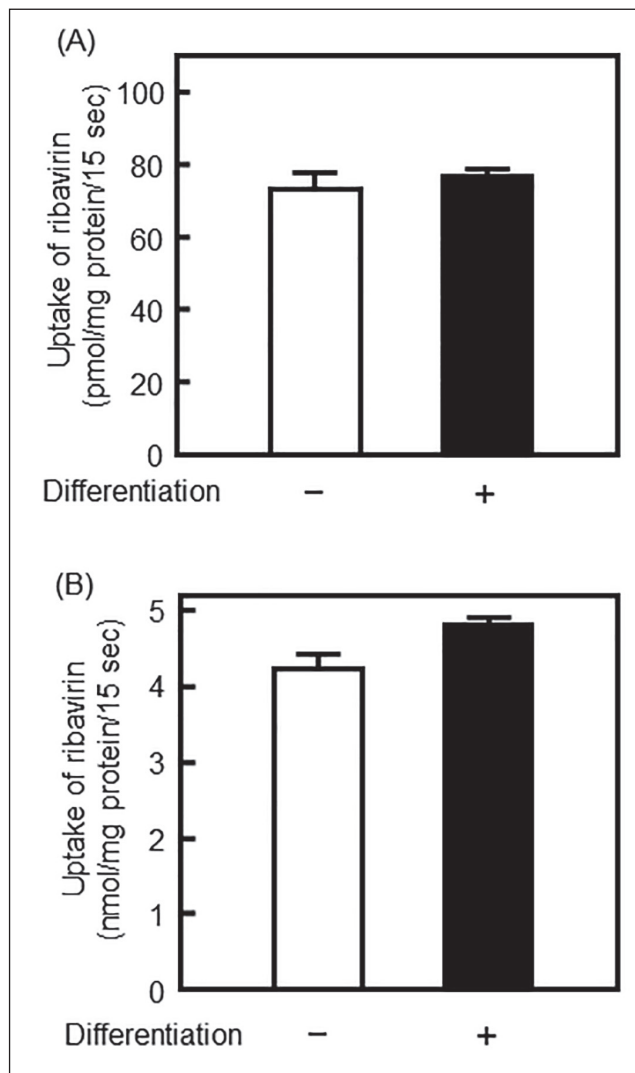 (A)
Uptake of ribavirin
(pmol/mg protein/15 sec)
100
80
60
40
20
0
Differentiation − +
(B)
Uptake of ribavirin
(nmol/mg protein/15 sec)
5
4
3
2
1
0
Differentiation − +